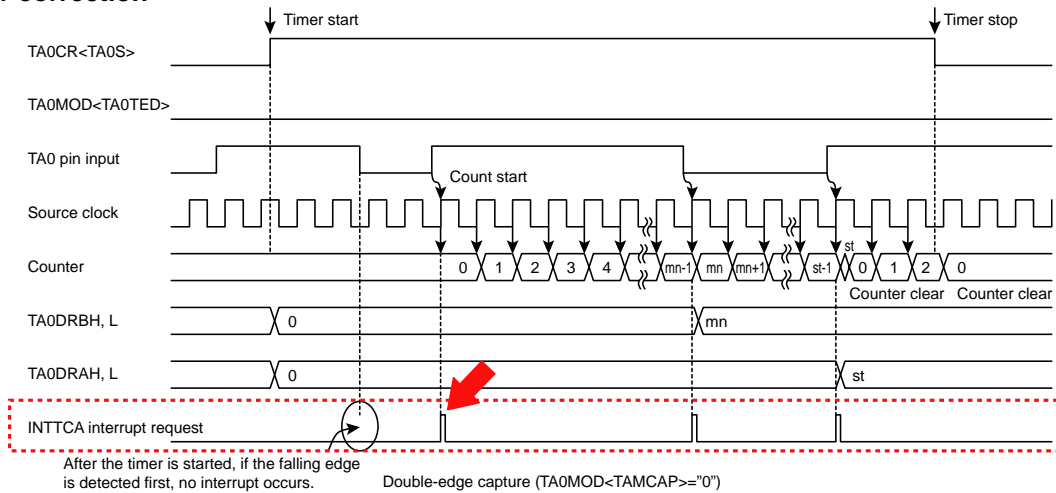 Timer start
Timer stop
TA0CR<TA0S>
TA0MOD<TA0TED>
TA0 pin input
Count start
Source clock
st
Counter
0 1 2 3 4 mn-1 mn mn+1 st-1 0 1 2 0
Counter clear Counter clear
TA0DRBH, L
0
mn
TA0DRAH, L
0
st
INTTCA interrupt request
After the timer is started, if the falling edge
is detected first, no interrupt occurs.
Double-edge capture (TA0MOD<TAMCAP>="0")